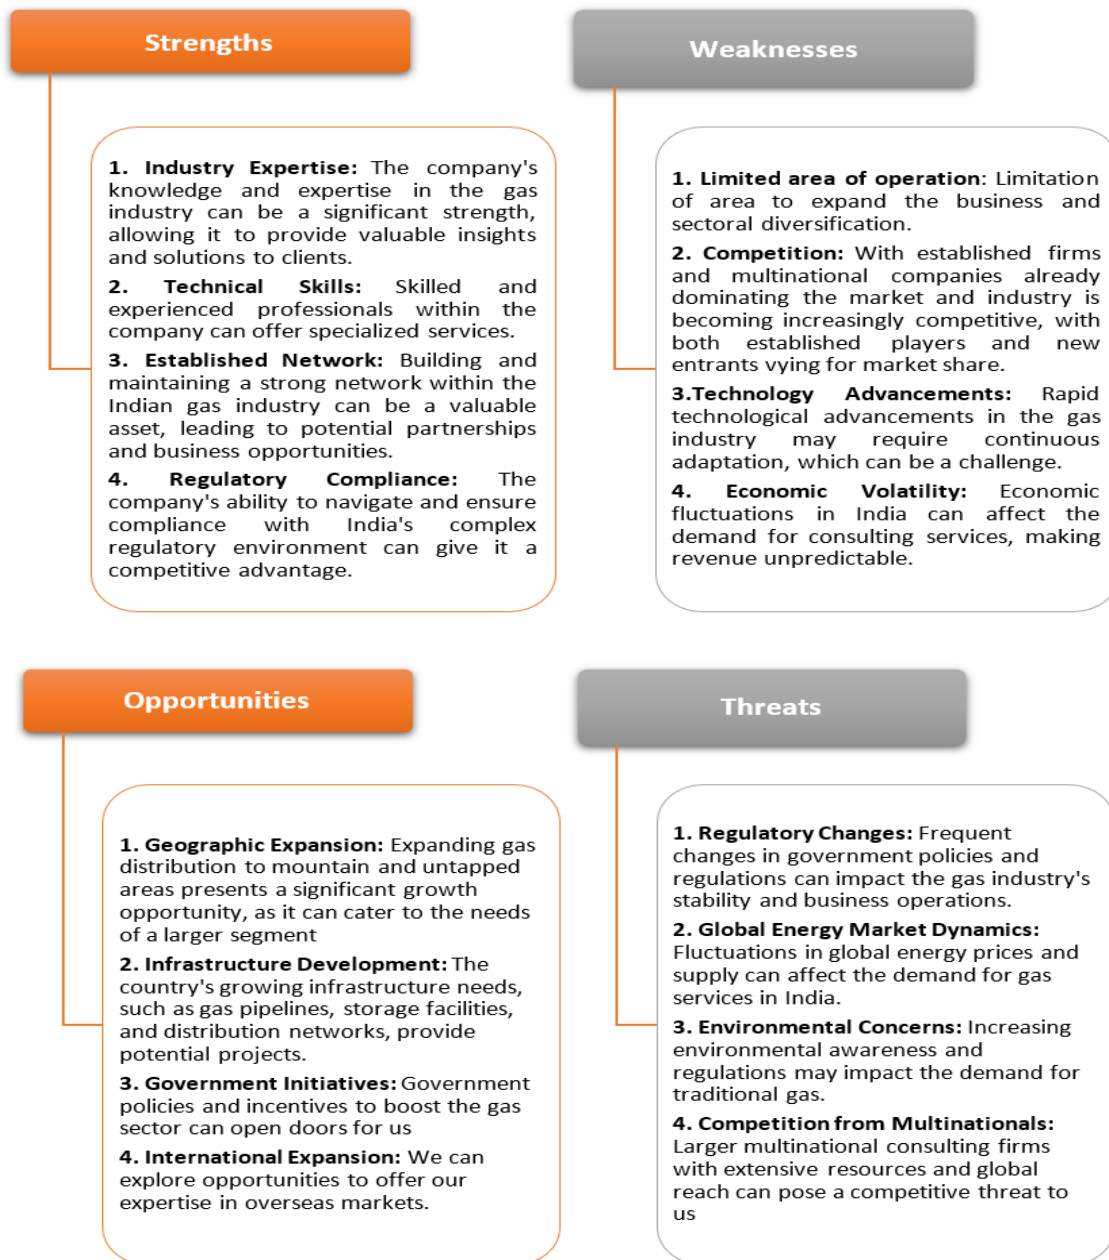 Strengths
1. Industry Expertise: The company's
knowledge and expertise in the gas
industry can be a significant strength,
allowing it to provide valuable insights
and solutions to clients.
2. Technical Skills: Skilled and
experienced professionals within the
company can offer specialized services.
3. Established Network: Building and
maintaining a strong network within the
Indian gas industry can be a valuable
asset, leading to potential partnerships
and business opportunities.
4. Regulatory Compliance: The
company's ability to navigate and ensure
compliance with India's complex
regulatory environment can give it a
competitive advantage.
Weaknesses
1. Limited area of operation: Limitation
of area to expand the business and
sectoral diversification.
2. Competition: With established firms
and multinational companies already
dominating the market and industry is
becoming increasingly competitive, with
both established players and new
entrants vying for market share.
3.Technology Advancements: Rapid
technological advancements in the gas
industry may require continuous
adaptation, which can be a challenge.
4. Economic Volatility: Economic
fluctuations in India can affect the
demand for consulting services, making
revenue unpredictable.
Opportunities
1. Geographic Expansion: Expanding gas
distribution to mountain and untapped
areas presents a significant growth
opportunity, as it can cater to the needs
of a larger segment
2. Infrastructure Development: The
country's growing infrastructure needs,
such as gas pipelines, storage facilities,
and distribution networks, provide
potential projects.
3. Government Initiatives: Government
policies and incentives to boost the gas
sector can open doors for us
4. International Expansion: We can
explore opportunities to offer our
expertise in overseas markets.
Threats
1. Regulatory Changes: Frequent
changes in government policies and
regulations can impact the gas industry's
stability and business operations.
2. Global Energy Market Dynamics:
Fluctuations in global energy prices and
supply can affect the demand for gas
services in India.
3. Environmental Concerns: Increasing
environmental awareness and
regulations may impact the demand for
traditional gas.
4. Competition from Multinationals:
Larger multinational consulting firms
with extensive resources and global
reach can pose a competitive threat to
us